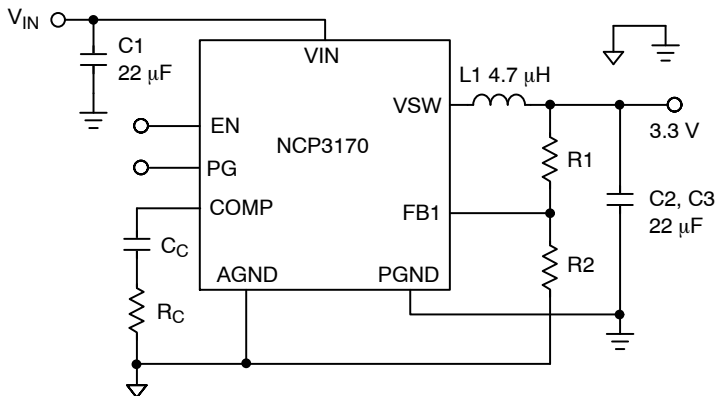 VIN
C1
22 μF
VIN
L1 4.7 μH
VSW
3.3 V
EN
NCP3170
PG
R1
COMP
FB1
C2, C3
22 μF
CC
AGND
PGND
R2
RC